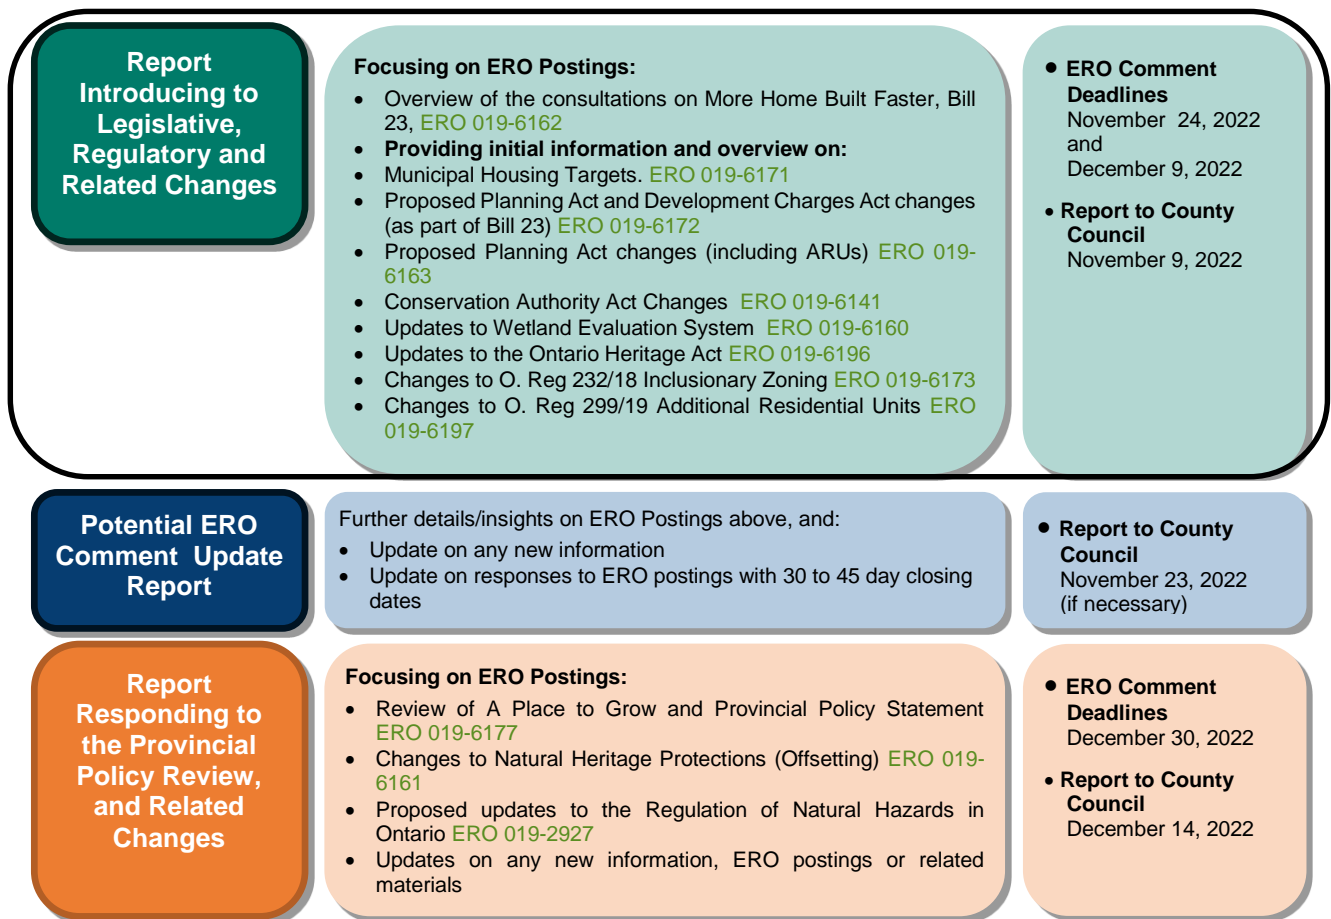 Report
Introducing to
Legislative,
Regulatory and
Related Changes
Focusing on ERO Postings:
• Overview of the consultations on More Home Built Faster, Bill
23, ERO 019-6162
• Providing initial information and overview on:
• Municipal Housing Targets. ERO 019-6171
• Proposed Planning Act and Development Charges Act changes
(as part of Bill 23) ERO 019-6172
• Proposed Planning Act changes (including ARUs) ERO 019-
6163
• Conservation Authority Act Changes ERO 019-6141
• Updates to Wetland Evaluation System ERO 019-6160
• Updates to the Ontario Heritage Act ERO 019-6196
• Changes to O. Reg 232/18 Inclusionary Zoning ERO 019-6173
• Changes to O. Reg 299/19 Additional Residential Units ERO
019-6197
• ERO Comment
Deadlines
November 24, 2022
and
December 9, 2022
• Report to County
Council
November 9, 2022
Potential ERO
Comment Update
Report
Further details/insights on ERO Postings above, and:
• Update on any new information
• Update on responses to ERO postings with 30 to 45 day closing
dates
• Report to County
Council
November 23, 2022
(if necessary)
Report
Responding to
the Provincial
Policy Review,
and Related
Changes
Focusing on ERO Postings:
• Review of A Place to Grow and Provincial Policy Statement
ERO 019-6177
• Changes to Natural Heritage Protections (Offsetting) ERO 019-
6161
• Proposed updates to the Regulation of Natural Hazards in
Ontario ERO 019-2927
• Updates on any new information, ERO postings or related
materials
• ERO Comment
Deadlines
December 30, 2022
• Report to County
Council
December 14, 2022